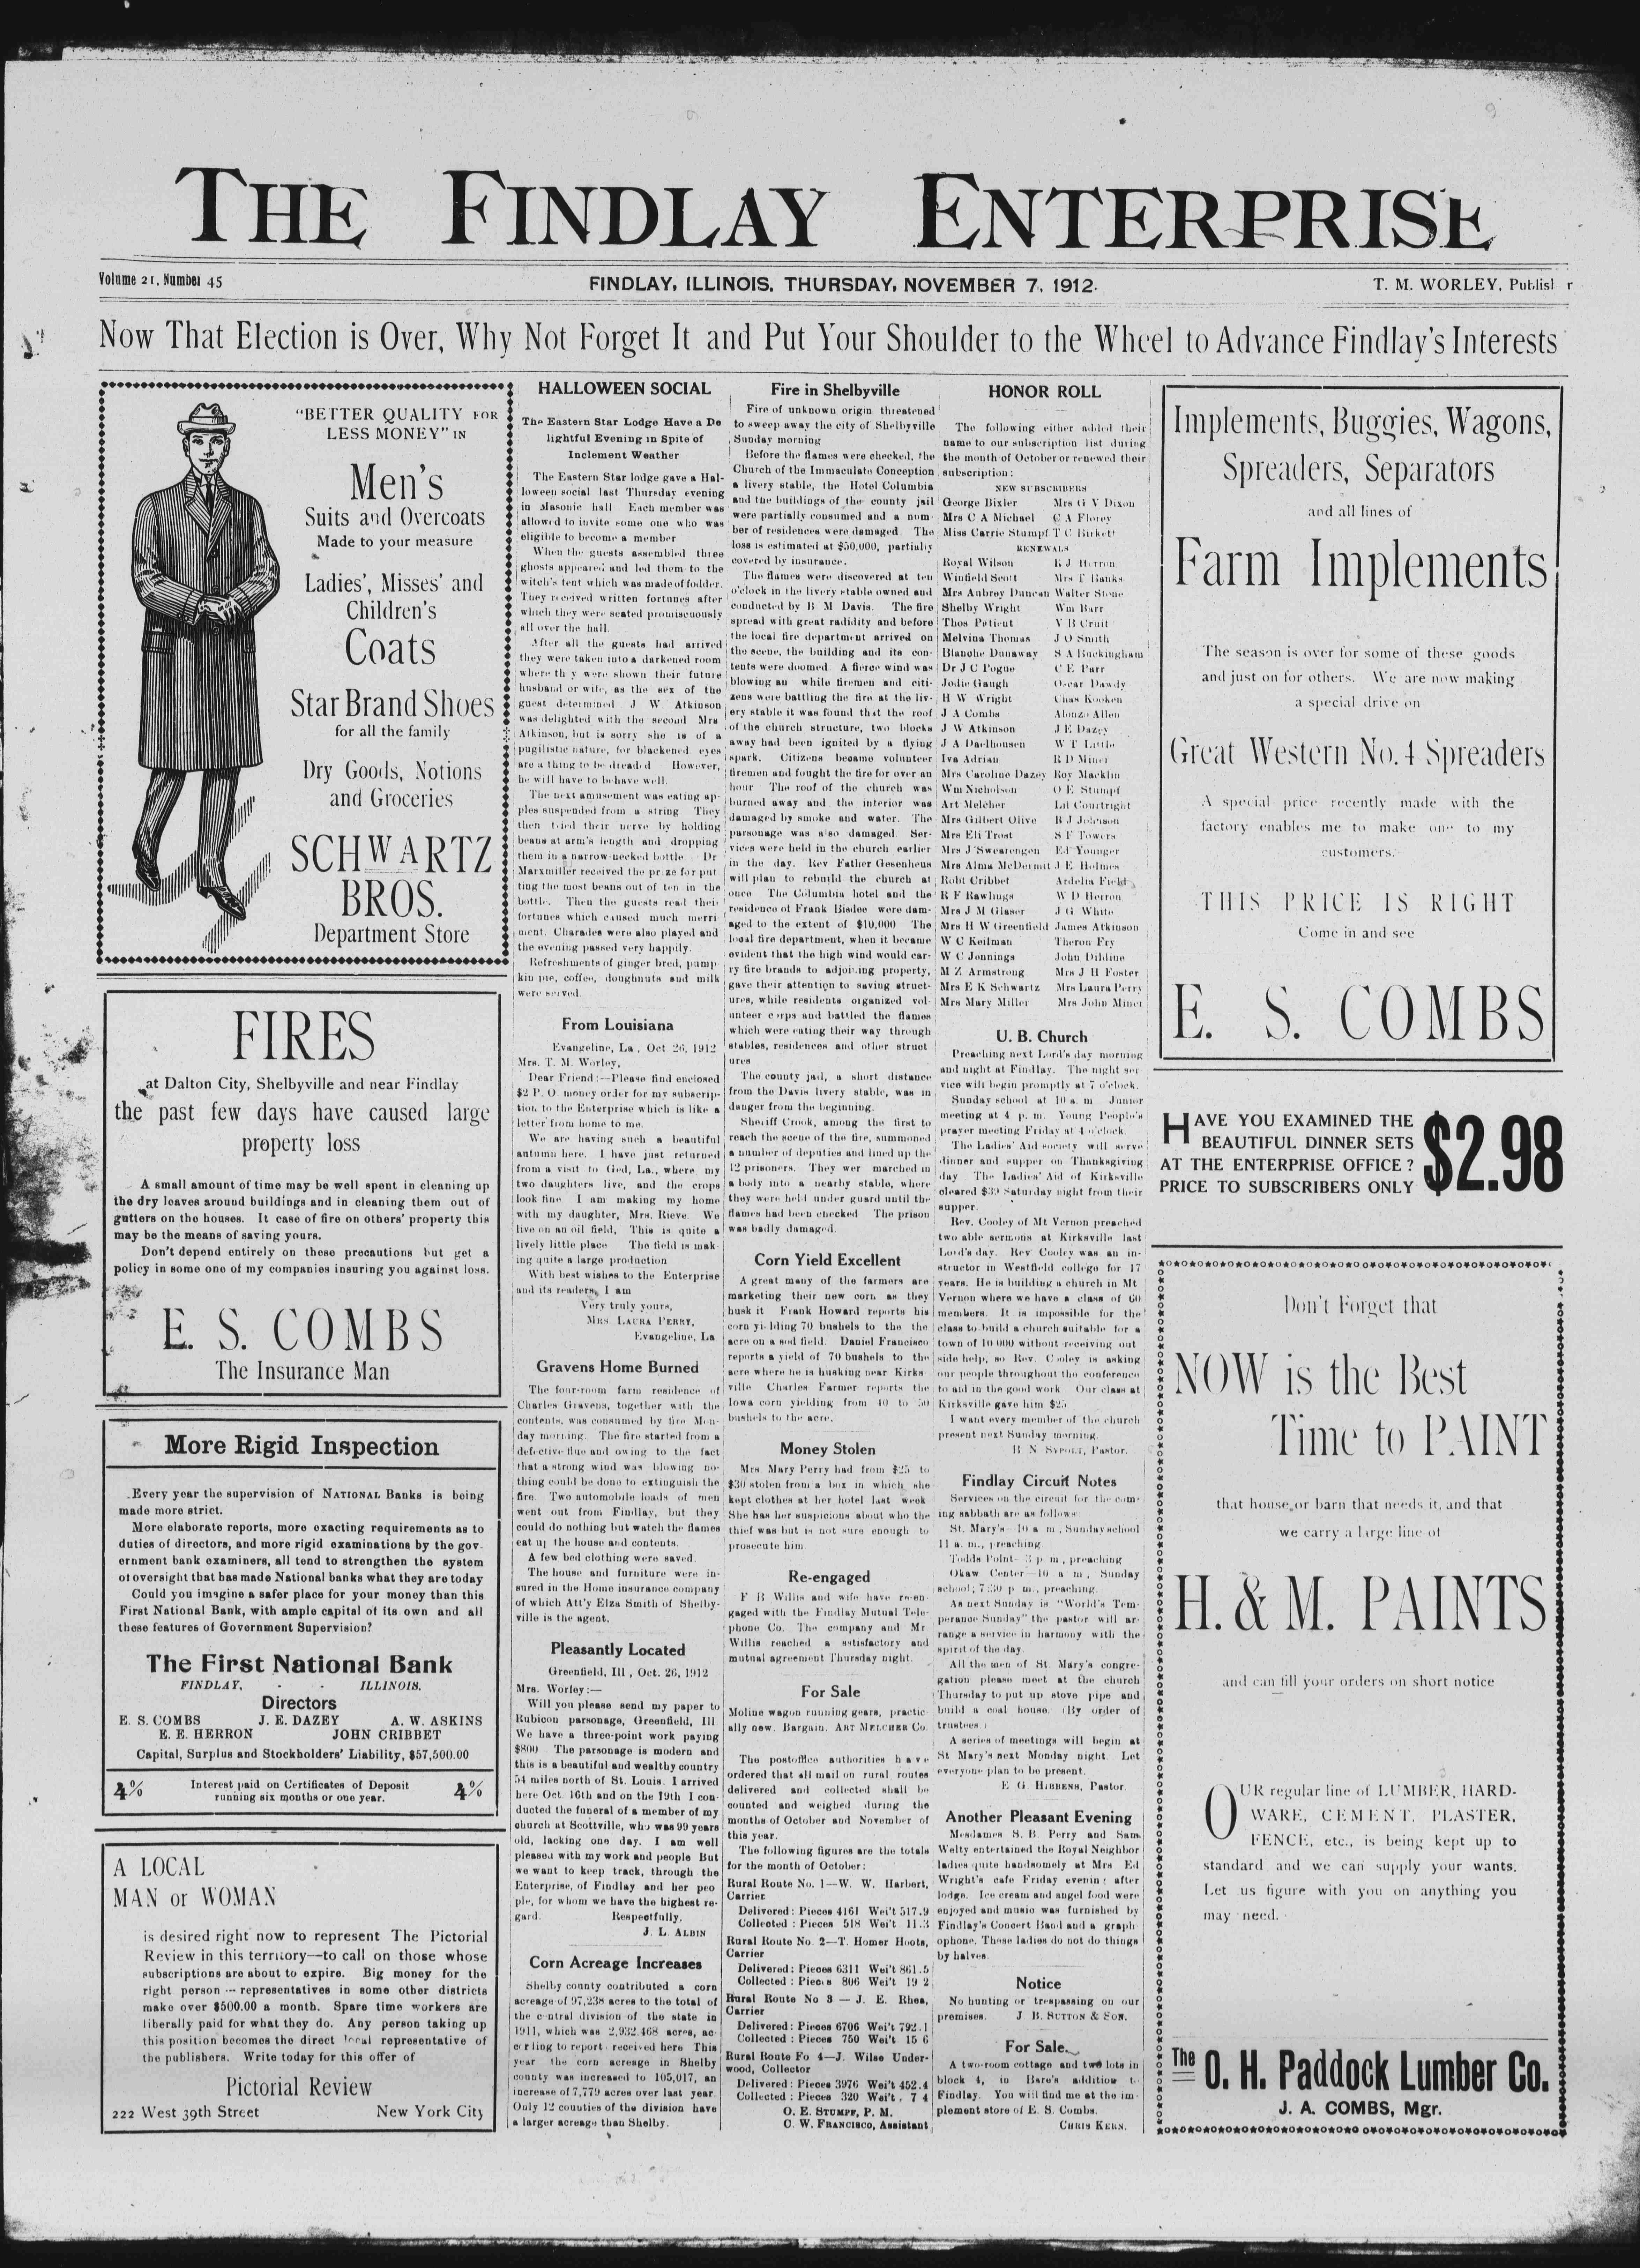 THE FINDLAY ENTERPRISE
Volume 21, Number 45
FINDLAY, ILLINOIS, THURSDAY, NOVEMBER 7, 1912.
T. M. WORLEY, Publisl r
Now That Election is Over, Why Not Forget It and Put Your Shoulder to the Wheel to Advance Findlay's Interests
"BETTER QUALITY FOR
LESS MONEY" IN
Men's
Suits and Overcoats
Made to your measure
Ladies', Misses' and
Children's
Coats
Star Brand Shoes
for all the family
Dry Goods, Notions
and Groceries
SCHWARTZ
BROS.
Department Store
FIRES
at Dalton City, Shelbyville and near Findlay
the past few days have caused large
property loss
A small amount of time may be well spent in cleaning up
the dry leaves around buildings and in cleaning them out of
gutters on the houses. It case of fire on others' property this
may be the means of saving yours.
Don't depend entirely on these precautions but get a
policy in some one of my companies insuring you against loss.
E. S. COMBS
The Insurance Man
More Rigid Inspection
Every year the supervision of NATIONAL Banks is being
made more strict.
More elaborate reports, more exacting requirements as to
duties of directors, and more rigid examinations by the gov-
ernment bank examiners, all tend to strengthen the system
of oversight that has made National banks what they are today
Could you imagine a safer place for your money than this
First National Bank, with ample capital of its own and all
these features of Government Supervision?
The First National Bank
FINDLAY, - - ILLINOIS.
Directors
E. S. COMBS J. E. DAZEY A. W. ASKINS
E. E. HERRON JOHN CRIBBET
Capital, Surplus and Stockholders' Liability, $57,500.00
4% Interest paid on Certificates of Deposit 4%
running six months or one year.
A LOCAL
MAN or WOMAN
is desired right now to represent The Pictorial
Review in this territory—to call on those whose
subscriptions are about to expire. Big money for the
right person -- representatives in some other districts
make over $500.00 a month. Spare time workers are
liberally paid for what they do. Any person taking up
this position becomes the direct local representative of
the publishers. Write today for this offer of
Pictorial Review
222 West 39th Street New York City
HALLOWEEN SOCIAL
The Eastern Star Lodge Have a De
lightful Evening in Spite of
Inclement Weather
The Eastern Star lodge gave a Hal-
loween social last Thursday evening
in Masonic hall Each member was
allowed to invite some one who was
eligible to become a member
When the guests assembled three
ghosts appeared and led them to the
witch's tent which was made of fodder.
They received written fortunes after
which they were seated promiscuously
all over the hall.
After all the guests had arrived
they were taken into a darkened room
where th y were shown their future
husband or wife, as the sex of the
guest determined J W Atkinson
was delighted with the second Mrs
Atkinson, but is sorry she is of a
pugilistic nature, for blackened eyes
are a thing to be dreaded However,
he will have to behave well.
The next amusement was eating ap-
ples suspended from a string They
then tried their nerve by holding
beans at arm's length and dropping
them in a narrow-necked bottle Dr
Marxmiller received the prize for put
ting the most beans out of ten in the
bottle. Then the guests read their
fortunes which caused much merri
ment. Charades were also played and
the evening passed very happily.
Refreshments of ginger bred, pump
kin pie, coffee, doughnuts and milk
were served
From Louisiana
Evangeline, La , Oct 26, 1912
Mrs. T. M. Worley,
Dear Friend:—Please find enclosed
$2 P. O. money order for my subscrip-
tion to the Enterprise which is like a
letter from home to me.
We are having such a beautiful
autumn here. I have just returned
from a visit to Ged, La., where my
two daughters live, and the crops
look fine I am making my home
with my daughter, Mrs. Rieve. We
live on an oil field, This is quite a
lively little place The field is mak-
ing quite a large production
With best wishes to the Enterprise
and its readers, I am
Very truly yours,
MRS. LAURA PERRY,
Evangeline, La
Gravens Home Burned
The four-room farm residence of
Charles Gravens, together with the
contents, was consumed by fire Mon-
day morning. The fire started from a
defective flue and owing to the fact
that a strong wind was blowing no-
thing could be done to extinguish the
fire. Two automobile loads of men
went out from Findlay, but they
could do nothing but watch the flames
eat up the house and contents.
A few bed clothing were saved.
The house and furniture were in-
sured in the Home insurance company
of which Att'y Elza Smith of Shelby-
ville is the agent.
Pleasantly Located
Greenfield, Ill , Oct. 26, 1912
Mrs. Worley:—
Will you please send my paper to
Rubicon parsonage, Greenfield, Ill
We have a three-point work paying
$800 The parsonage is modern and
this is a beautiful and wealthy country
54 miles north of St. Louis. I arrived
here Oct. 16th and on the 19th I con-
ducted the funeral of a member of my
church at Scottville, who was 99 years
old, lacking one day. I am well
pleased with my work and people But
we want to keep track, through the
Enterprise, of Findlay and her peo
ple, for whom we have the highest re-
gard. Respectfully,
J. L. ALBIN
Corn Acreage Increases
Shelby county contributed a corn
acreage of 97,238 acres to the total of
the central division of the state in
1911, which was 2,932,468 acres, ac-
cording to report received here This
year the corn acreage in Shelby
county was increased to 105,017, an
increase of 7,779 acres over last year.
Only 12 counties of the division have
a larger acreage than Shelby.
Fire in Shelbyville
Fire of unknown origin threatened
to sweep away the city of Shelbyville
Sunday morning
Before the flames were checked, the
Church of the Immaculate Conception
a livery stable, the Hotel Columbia
and the buildings of the county jail
were partially consumed and a num-
ber of residences were damaged. The
loss is estimated at $50,000, partially
covered by insurance.
The flames were discovered at ten
o'clock in the livery stable owned and
conducted by B M Davis. The fire
spread with great radidity and before
the local fire department arrived on
the scene, the building and its con-
tents were doomed A fierce wind was
blowing an while firemen and citi-
zens were battling the fire at the liv-
ery stable it was found that the roof
of the church structure, two blocks
away had been ignited by a flying
spark. Citizens became volunteer
firemen and fought the fire for over an
hour The roof of the church was
burned away and the interior was
damaged by smoke and water. The
parsonage was also damaged. Ser-
vices were held in the church earlier
in the day. Rev Father Gesenheus
will plan to rebuild the church at
once The Columbia hotel and the
residence of Frank Bisdee were dam-
aged to the extent of $10,000 The
local fire department, when it became
evident that the high wind would car-
ry fire brands to adjoining property,
gave their attention to saving struct-
ures, while residents organized vol-
unteer corps and battled the flames
which were eating their way through
stables, residences and other struct
ures
The county jail, a short distance
from the Davis livery stable, was in
danger from the beginning.
Sheriff Crook, among the first to
reach the scene of the fire, summoned
a number of deputies and lined up the
12 prisoners. They wer marched in
a body into a nearby stable, where
they were held under guard until the
flames had been checked The prison
was badly damaged.
Corn Yield Excellent
A great many of the farmers are
marketing their new corn as they
husk it Frank Howard reports his
corn yielding 70 bushels to the the
acre on a sod field. Daniel Francisco
reports a yield of 70 bushels to the
acre where he is husking near Kirks-
ville Charles Farmer reports the
Iowa corn yielding from 40 to 50
bushels to the acre.
Money Stolen
Mrs Mary Perry had from $25 to
$30 stolen from a box in which she
kept clothes at her hotel last week
She has her suspicions about who the
thief was but is not sure enough to
prosecute him
Re-engaged
F B Willis and wife have re-en-
gaged with the Findlay Mutual Tele-
phone Co. The company and Mr
Willis reached a satisfactory and
mutual agreement Thursday night.
For Sale
Moline wagon running gears, practic-
ally new. Bargain. ART MELCHER Co.
The postoffice authorities have
ordered that all mail on rural routes
delivered and collected shall be
counted and weighed during the
months of October and November of
this year.
The following figures are the totals
for the month of October:
Rural Route No. 1—W. W. Harbert,
Carrier
Delivered: Pieces 4161 Wei't 517.9
Collected : Pieces 518 Wei't 11.3
Rural Route No. 2—T. Homer Hoots,
Carrier
Delivered: Pieces 6311 Wei't 861.5
Collected : Pieces 806 Wei't 19 2
Rural Route No 3 — J. E. Rhea,
Carrier
Delivered: Pieces 6706 Wei't 792.1
Collected : Pieces 750 Wei't 15 6
Rural Route Fo 4—J. Wilse Under-
wood, Collector
Delivered: Pieces 3976 Wei't 452.4
Collected : Pieces 320 Wei't . 7 4
O. E. STUMPF, P. M.
C. W. FRANCISCO, Assistant
HONOR ROLL
The following either added their
name to our subscription list during
the month of October or renewed their
subscription:
NEW SUBSCRIBERS
George Bixler Mrs G V Dixon
Mrs C A Michael C A Florey
Miss Carrie Stumpf T C Birkett
RENEWALS
Royal Wilson R J Herron
Winfield Scott Mrs T Banks
Mrs Aubrey Duncan Walter Stone
Shelby Wright Wm Barr
Thos Patient V B Cruit
Melvina Thomas J O Smith
Blanche Dunaway S A Buckingham
Dr J C Pogue C E Parr
Jodie Gaugh Oscar Dawdy
H W Wright Chas Kooken
J A Combs Alonzo Allen
J W Atkinson J E Dazey
J A Daelhousen W T Little
Iva Adrian R D Miner
Mrs Caroline Dazey Roy Macklin
Wm Nicholson O E Stumpf
Art Melcher Lil Courtright
Mrs Gilbert Olive R J Johnson
Mrs Eli Trost S F Towers
Mrs J Swearengen Ed Younger
Mrs Alma McDermit J E Holmes
Robt Cribbet Ardelia Field
R F Rawlings W D Herron
Mrs J M Glaser J G White
Mrs H W Greenfield James Atkinson
W C Keilman Theron Fry
W C Jennings John Dildine
M Z Armstrong Mrs J H Foster
Mrs E K Schwartz Mrs Laura Perry
Mrs Mary Miller Mrs John Miner
U. B. Church
Preaching next Lord's day morning
and night at Findlay. The night ser
vice will begin promptly at 7 o'clock.
Sunday school at 10 a. m Junior
meeting at 4 p. m. Young People's
prayer meeting Friday at 4 o'clock.
The Ladies' Aid society will serve
dinner and supper on Thanksgiving
day The Ladies' Aid of Kirksville
cleared $39 Saturday night from their
supper.
Rev. Cooley of Mt Vernon preached
two able sermons at Kirksville last
Lord's day. Rev Cooley was an in-
structor in Westfield college for 17
years. He is building a church in Mt
Vernon where we have a class of 60
members. It is impossible for the
class to build a church suitable for a
town of 10 000 without receiving out
side help, so Rev. Cooley is asking
our people throughout the conference
to aid in the good work Our class at
Kirksville gave him $25
I want every member of the church
present next Sunday morning.
B N SYPOLT, Pastor.
Findlay Circuit Notes
Services on the circuit for the com-
ing sabbath are as follows:
St. Mary's—10 a m , Sunday school
11 a. m., preaching
Todds Point— 3 p m , preaching
Okaw Center—10 a m , Sunday
school; 7:30 p m., preaching.
As next Sunday is "World's Tem-
perance Sunday" the pastor will ar-
range a service in harmony with the
spirit of the day.
All the men of St Mary's congre-
gation please meet at the church
Thursday to put up stove pipe and
build a coal house. (By order of
trustees )
A series of meetings will begin at
St Mary's next Monday night. Let
everyone plan to be present.
E G. HIBBENS, Pastor
Another Pleasant Evening
Mesdames S. B. Perry and Sam
Welty entertained the Royal Neighbor
ladies quite handsomely at Mrs Ed
Wright's cafe Friday evening after
lodge. Ice cream and angel food were
enjoyed and music was furnished by
Findlay's Concert Band and a graph
ophone. These ladies do not do things
by halves.
Notice
No hunting or trespassing on our
premises. J B. SUTTON & SON.
For Sale
A two-room cottage and two lots in
block 4, in Bare's addition t
Findlay. You will find me at the im
plement store of E. S. Combs.
CHRIS KERN.
Implements, Buggies, Wagons,
Spreaders, Separators
and all lines of
Farm Implements
The season is over for some of these goods
and just on for others. We are now making
a special drive on
Great Western No. 4 Spreaders
A special price recently made with the
factory enables me to make one to my
customers.
THIS PRICE IS RIGHT
Come in and see
E. S. COMBS
HAVE YOU EXAMINED THE
BEAUTIFUL DINNER SETS
AT THE ENTERPRISE OFFICE?
PRICE TO SUBSCRIBERS ONLY
$2.98
Don't Forget that
NOW is the Best
Time to PAINT
that house or barn that needs it, and that
we carry a large line of
H. & M. PAINTS
and can fill your orders on short notice
OUR regular line of LUMBER, HARD-
WARE, CEMENT, PLASTER,
FENCE, etc., is being kept up to
standard and we can supply your wants.
Let us figure with you on anything you
may need.
The O. H. Paddock Lumber Co.
J. A. COMBS, Mgr.